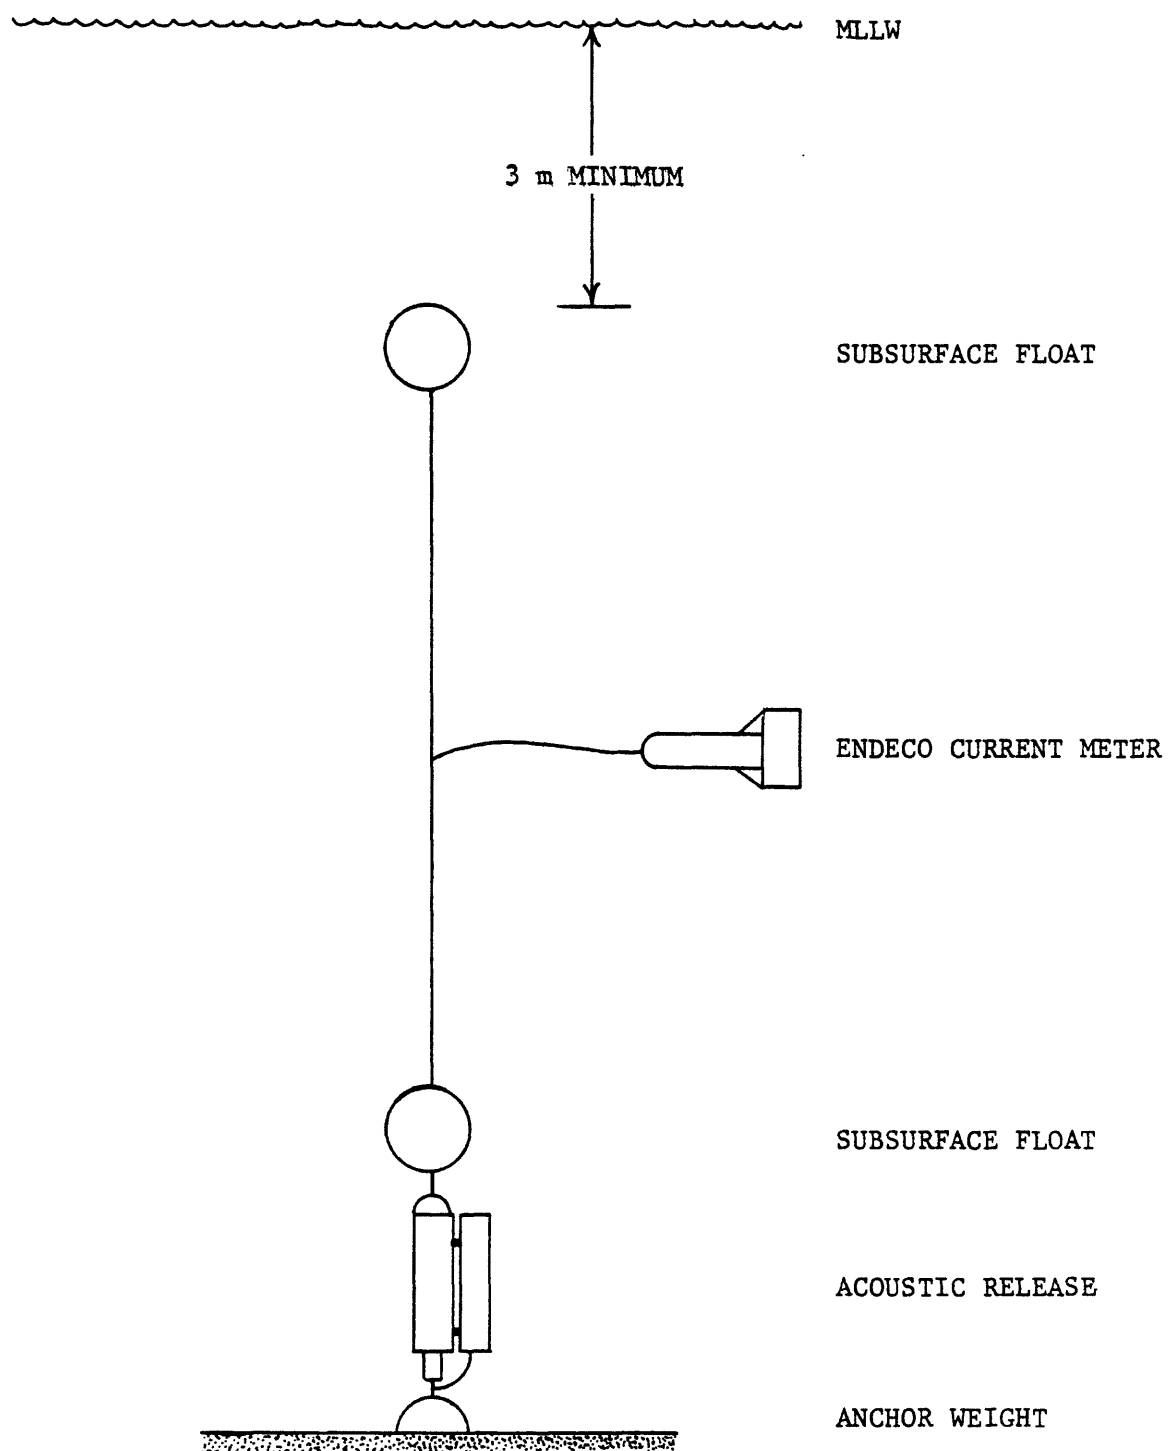 MLLW
3 m MINIMUM
SUBSURFACE FLOAT
ENDECO CURRENT METER
SUBSURFACE FLOAT
ACOUSTIC RELEASE
ANCHOR WEIGHT